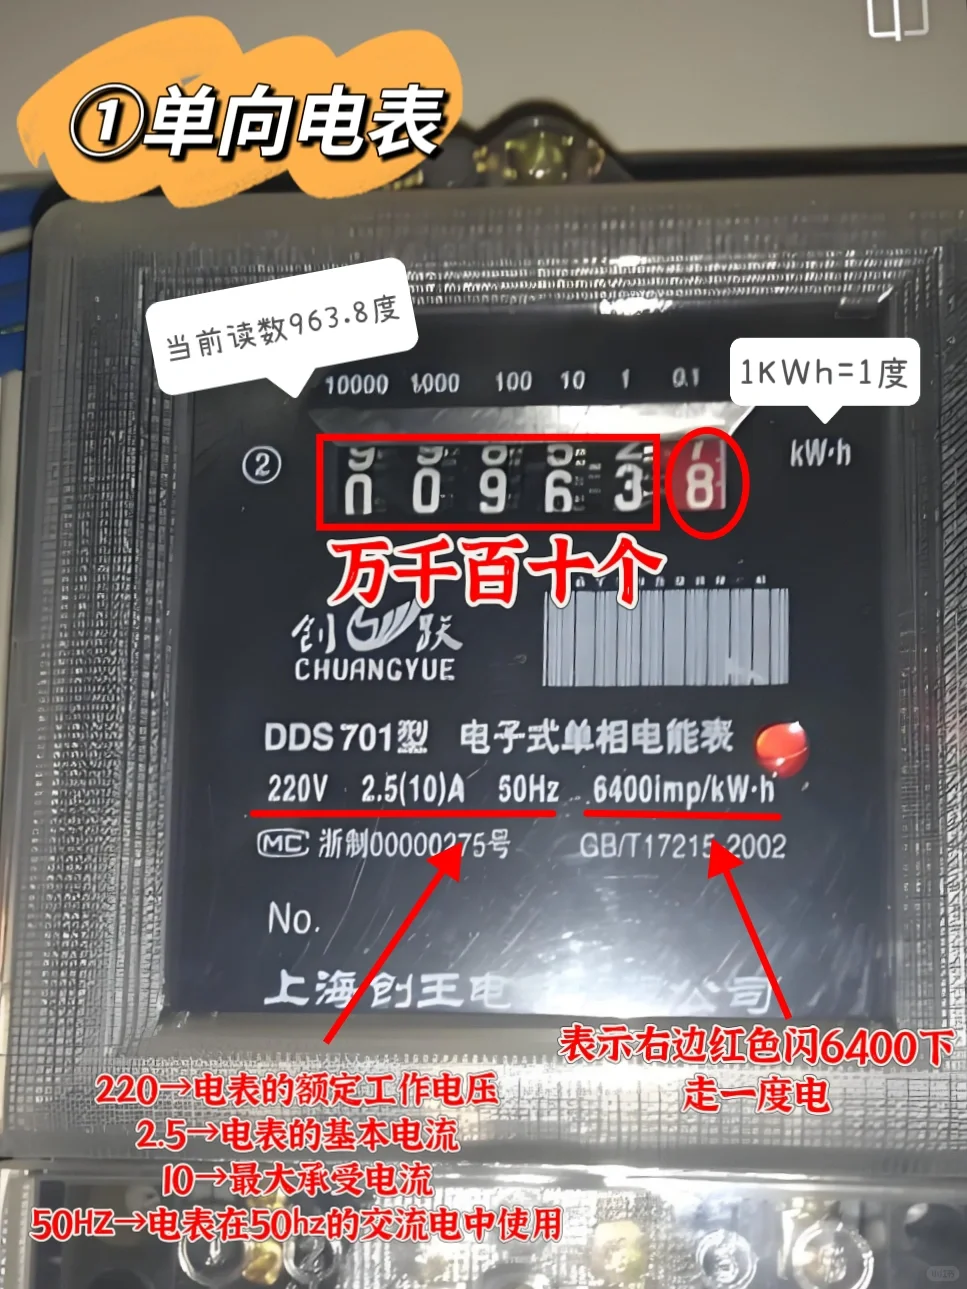 ①单向电表
当前读数963.8度
10000 1000 100 10 1 0.1
1KWh=1度
②
0 0 9 6 3 8
kW·h
万千百十个
创跃
CHUANGYUE
DDS701型 电子式单相电能表
220V 2.5(10)A 50Hz 6400imp/kW·h
MC 浙制00000275号 GB/T17215-2002
No.
上海创王电 公司
表示右边红色闪6400下
走一度电
220→电表的额定工作电压
2.5→电表的基本电流
10→最大承受电流
50HZ→电表在50hz的交流电中使用